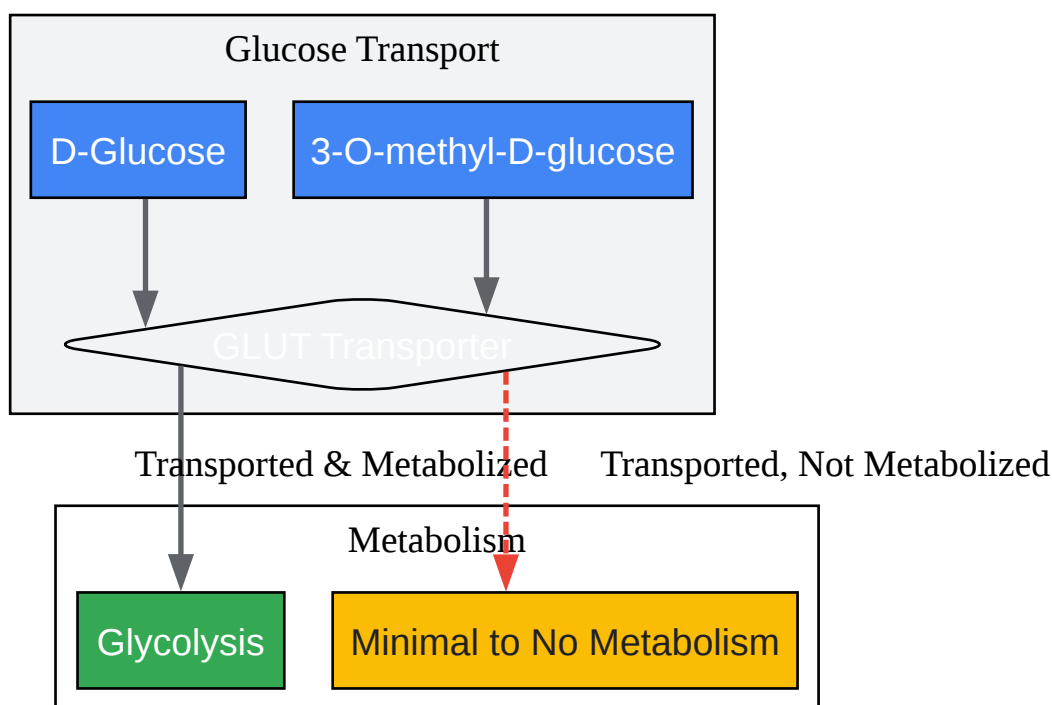 Glucose Transport
D-Glucose
3-O-methyl-D-glucose
GLUT Transporter
Transported & Metabolized
Transported, Not Metabolized
Metabolism
Glycolysis
Minimal to No Metabolism